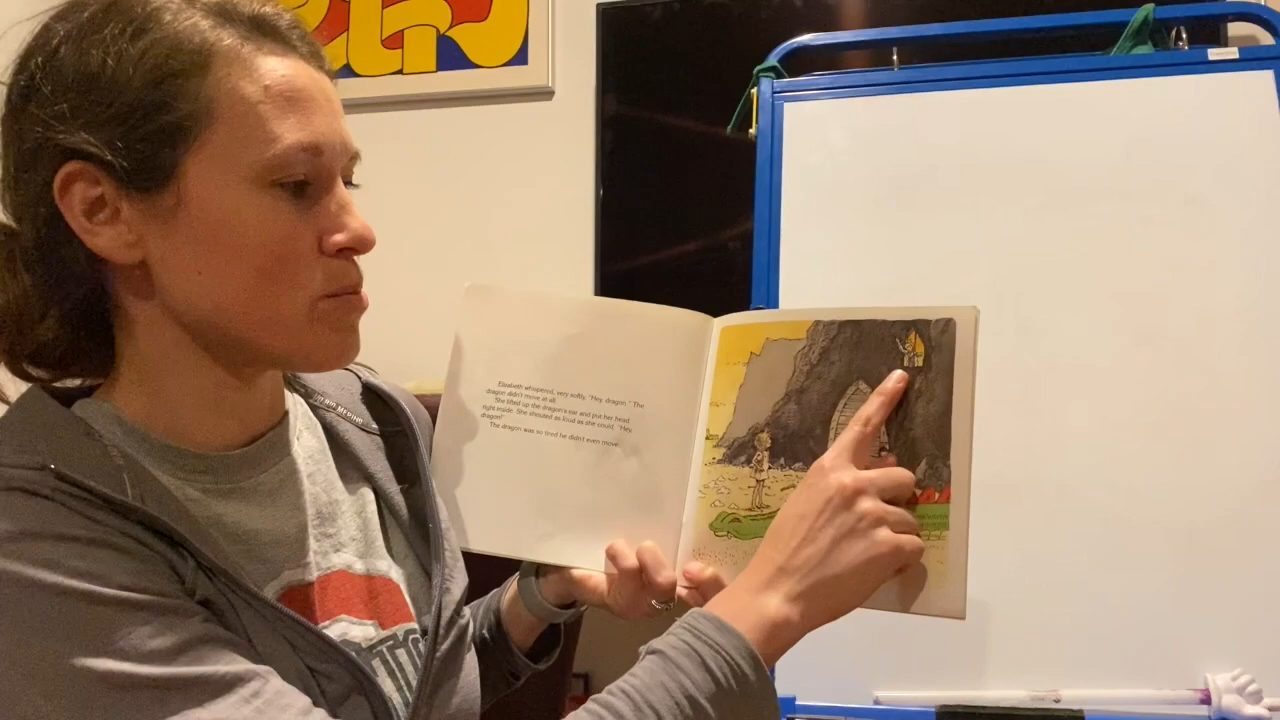 Elizabeth whispered, very softly, "Hey, dragon." The
dragon didn't move at all.
She lifted up the dragon's ear and put her head
right inside. She shouted as loud as she could, "Hey,
dragon!"
The dragon was so tired he didn't even move.